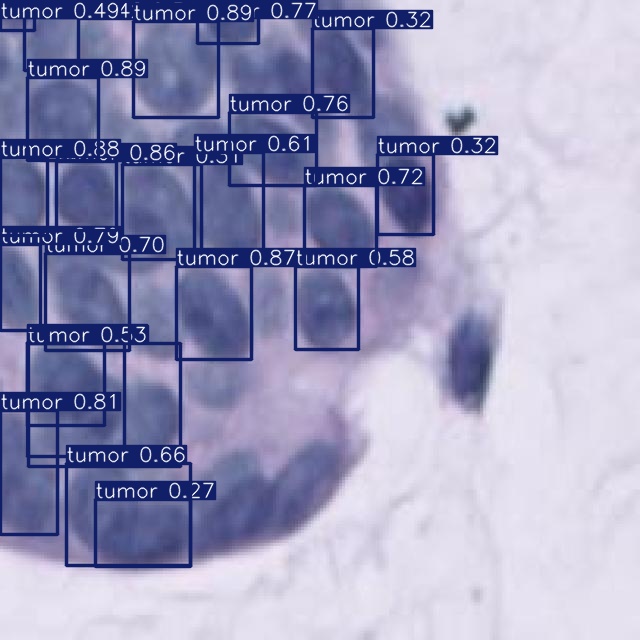 tumor 0.494
tumor 0.89
0.77
tumor 0.32
tumor 0.89
tumor 0.76
tumor 0.61
tumor 0.32
tumor 0.88
0.86
tumor 0.72
tumor 0.79
0.70
tumor 0.87
tumor 0.58
tumor 0.53
tumor 0.81
tumor 0.66
tumor 0.27